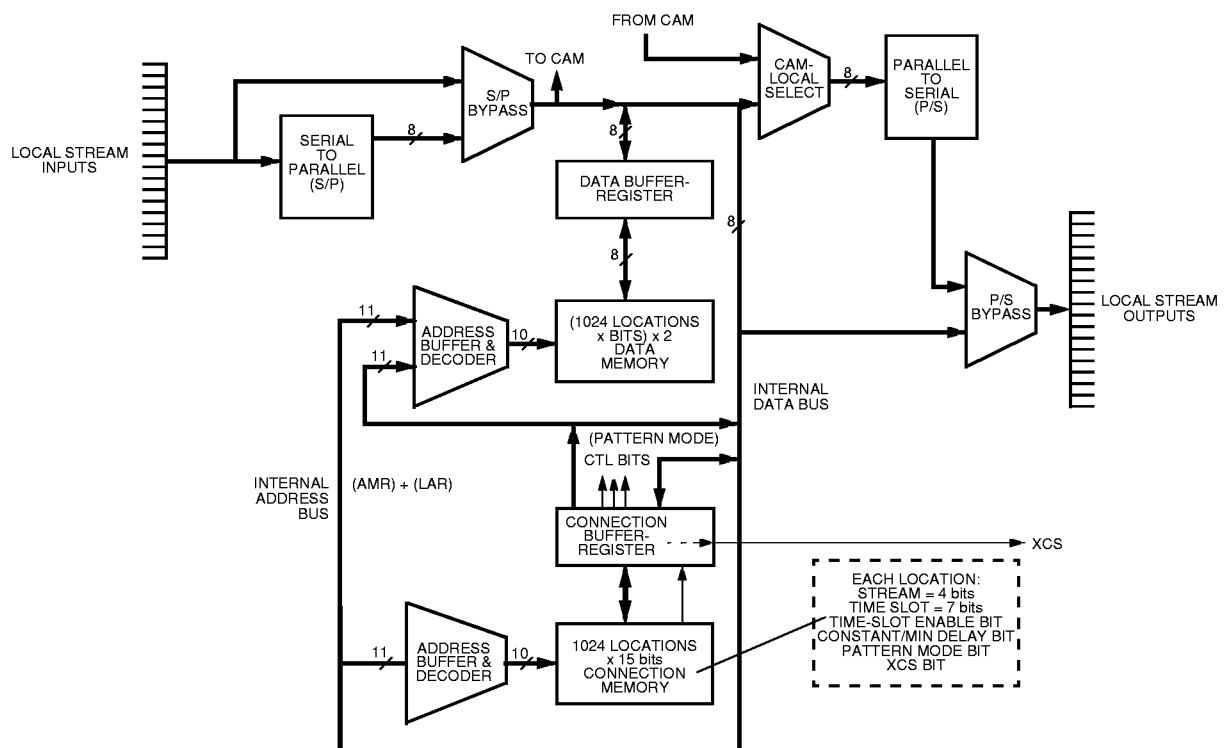 FROM CAM
TO CAM
S/P
BYPASS
8
SERIAL
TO
PARALLEL
(S/P)
LOCAL STREAM
INPUTS
8
DATA BUFFER-
REGISTER
8
CAM-
LOCAL
SELECT
8
PARALLEL
TO
SERIAL
(P/S)
8
P/S
BYPASS
LOCAL STREAM
OUTPUTS
11
11
ADDRESS
BUFFER &
DECODER
10
(1024 LOCATIONS
x BITS) x 2
DATA
MEMORY
INTERNAL
DATA BUS
(PATTERN MODE)
CTL BITS
INTERNAL
ADDRESS
BUS
(AMR) + (LAR)
CONNECTION
BUFFER-
REGISTER
XCS
EACH LOCATION:
STREAM = 4 bits
TIME SLOT = 7 bits
TIME-SLOT ENABLE BIT
CONSTANT/MIN DELAY BIT
PATTERN MODE BIT
XCS BIT
11
ADDRESS
BUFFER &
DECODER
10
1024 LOCATIONS
x 15 bits
CONNECTION
MEMORY